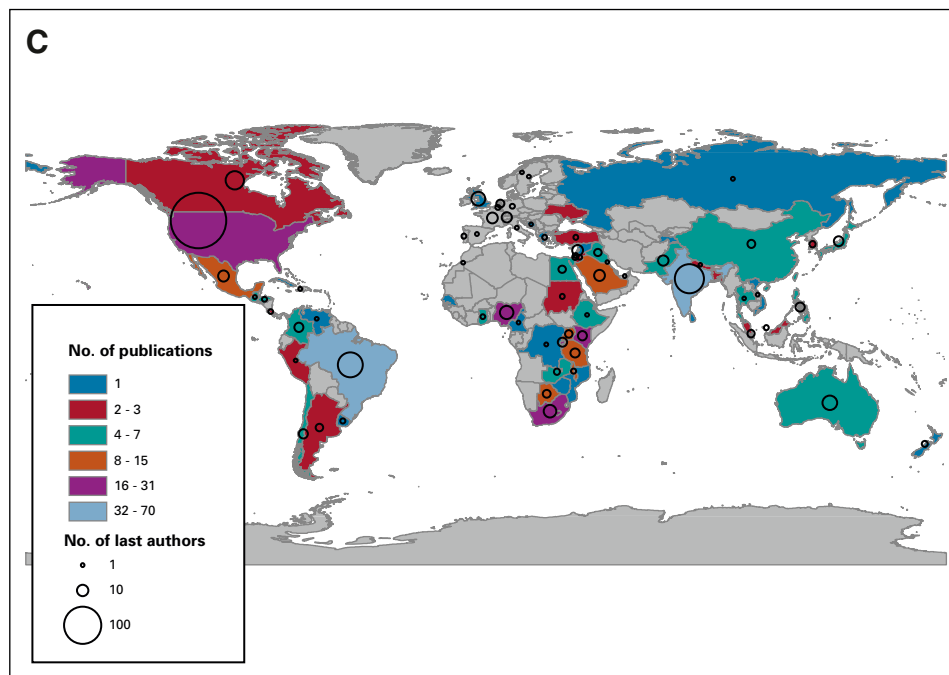 C
No. of publications
1
2 - 3
4 - 7
8 - 15
16 - 31
32 - 70
No. of last authors
1
10
100